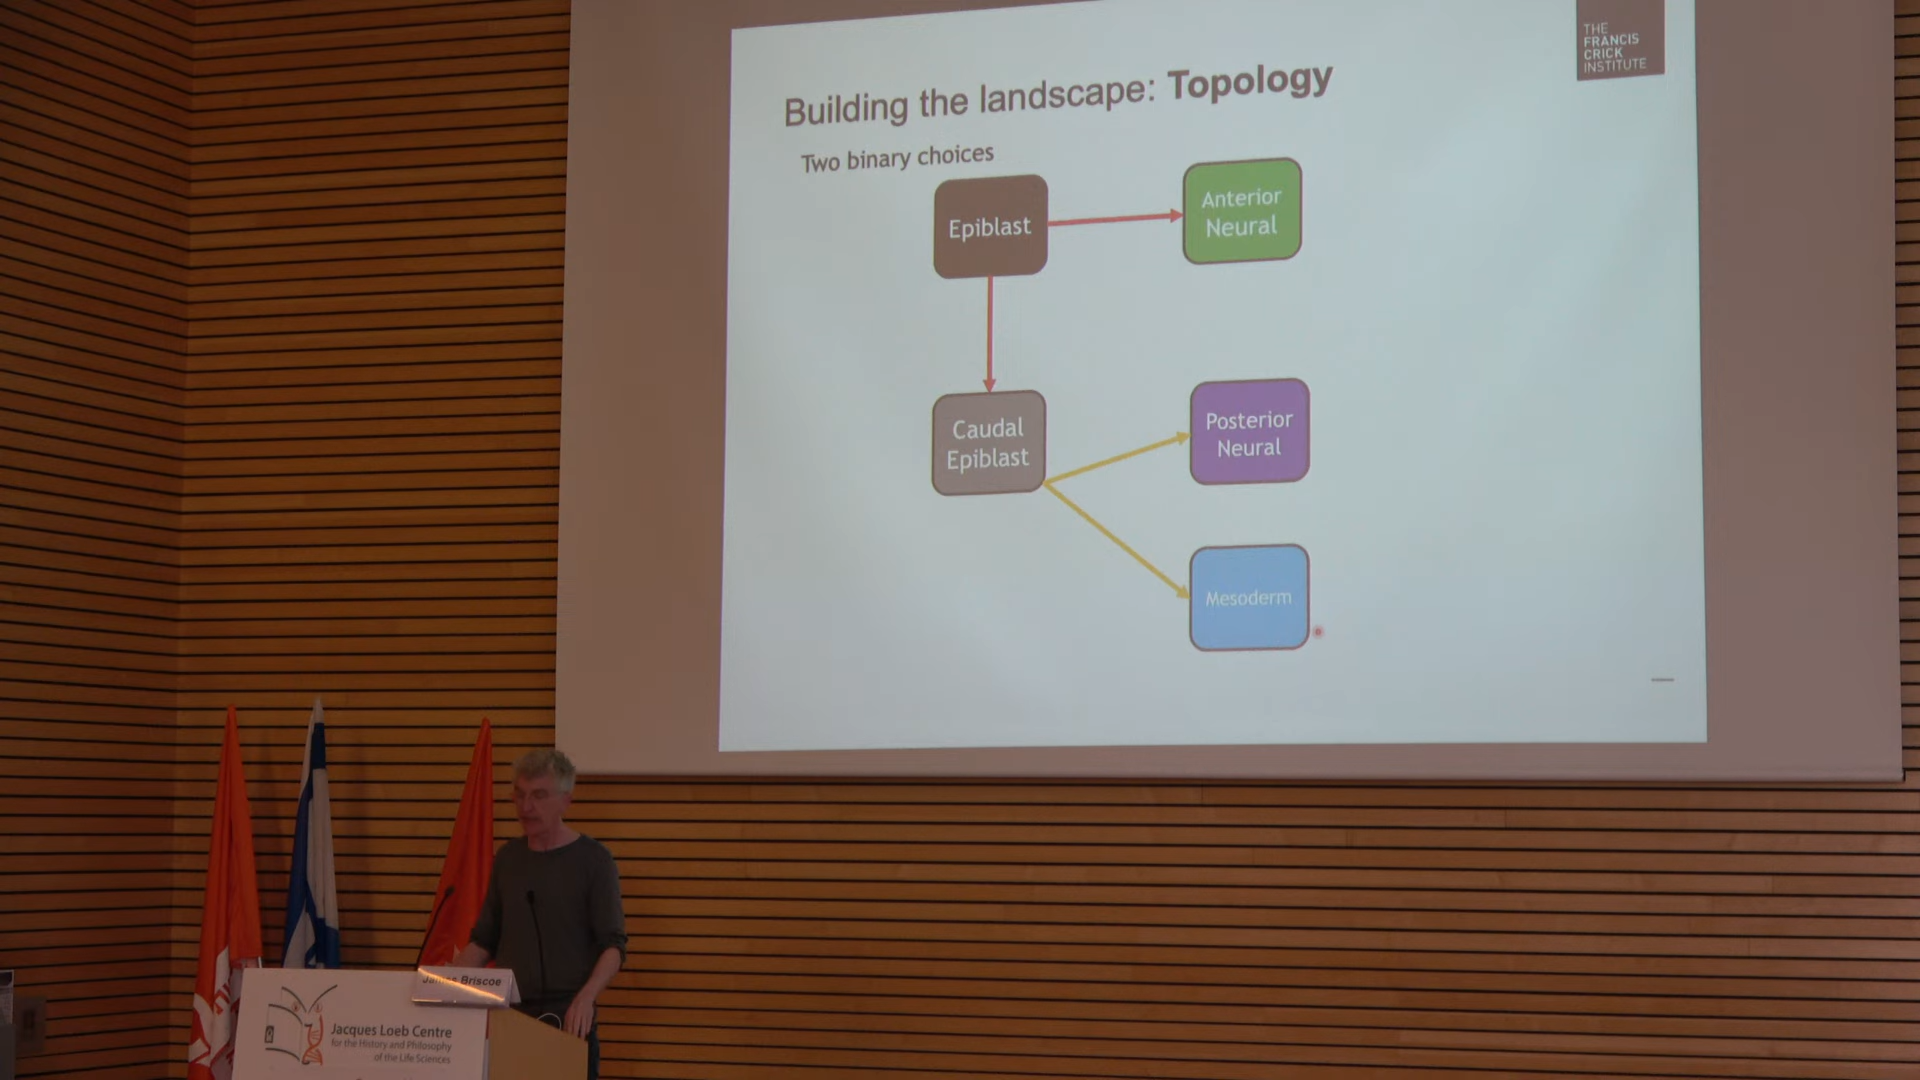 THE
FRANCIS
CRICK
INSTITUTE
Building the landscape: Topology
Two binary choices
Epiblast
Anterior
Neural
Caudal
Epiblast
Posterior
Neural
Mesoderm
James Briscoe
Jacques Loeb Centre
for the History and Philosophy
of the Life Sciences